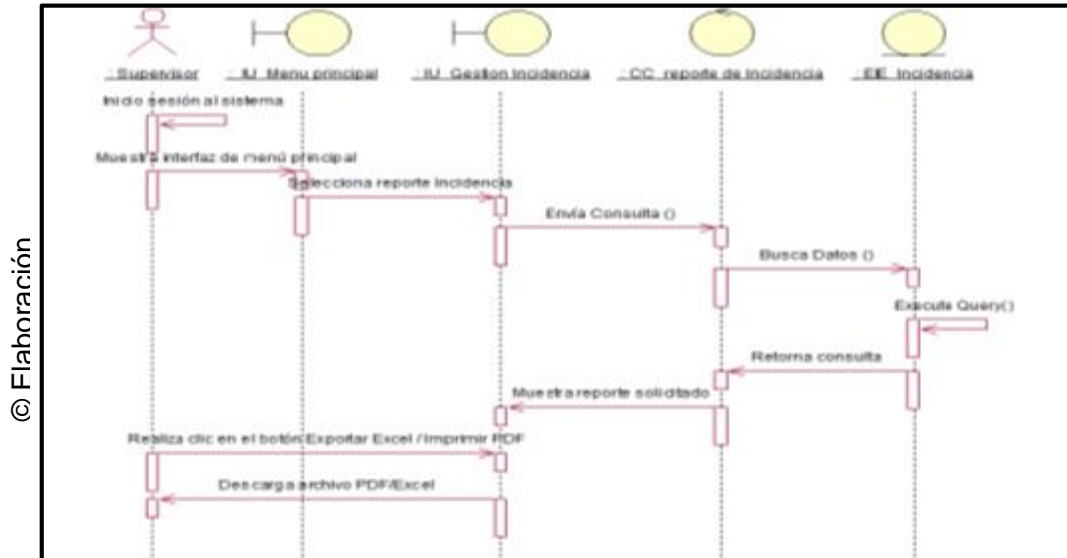 : Supervisor
: IU_Menu principal
: IU_Gestion Incidencia
: CC_reporte de Incidencia
: EE_Incidencia
Inicio sesión al sistema
Muestra interfaz de menú principal
Selecciona reporte Incidencia
Envía Consulta ()
Busca Datos ()
Execute Query()
Retorna consulta
Muestra reporte solicitado
Realiza clic en el botón Exportar Excel / Imprimir PDF
Descarga archivo PDF/Excel
© Elaboración